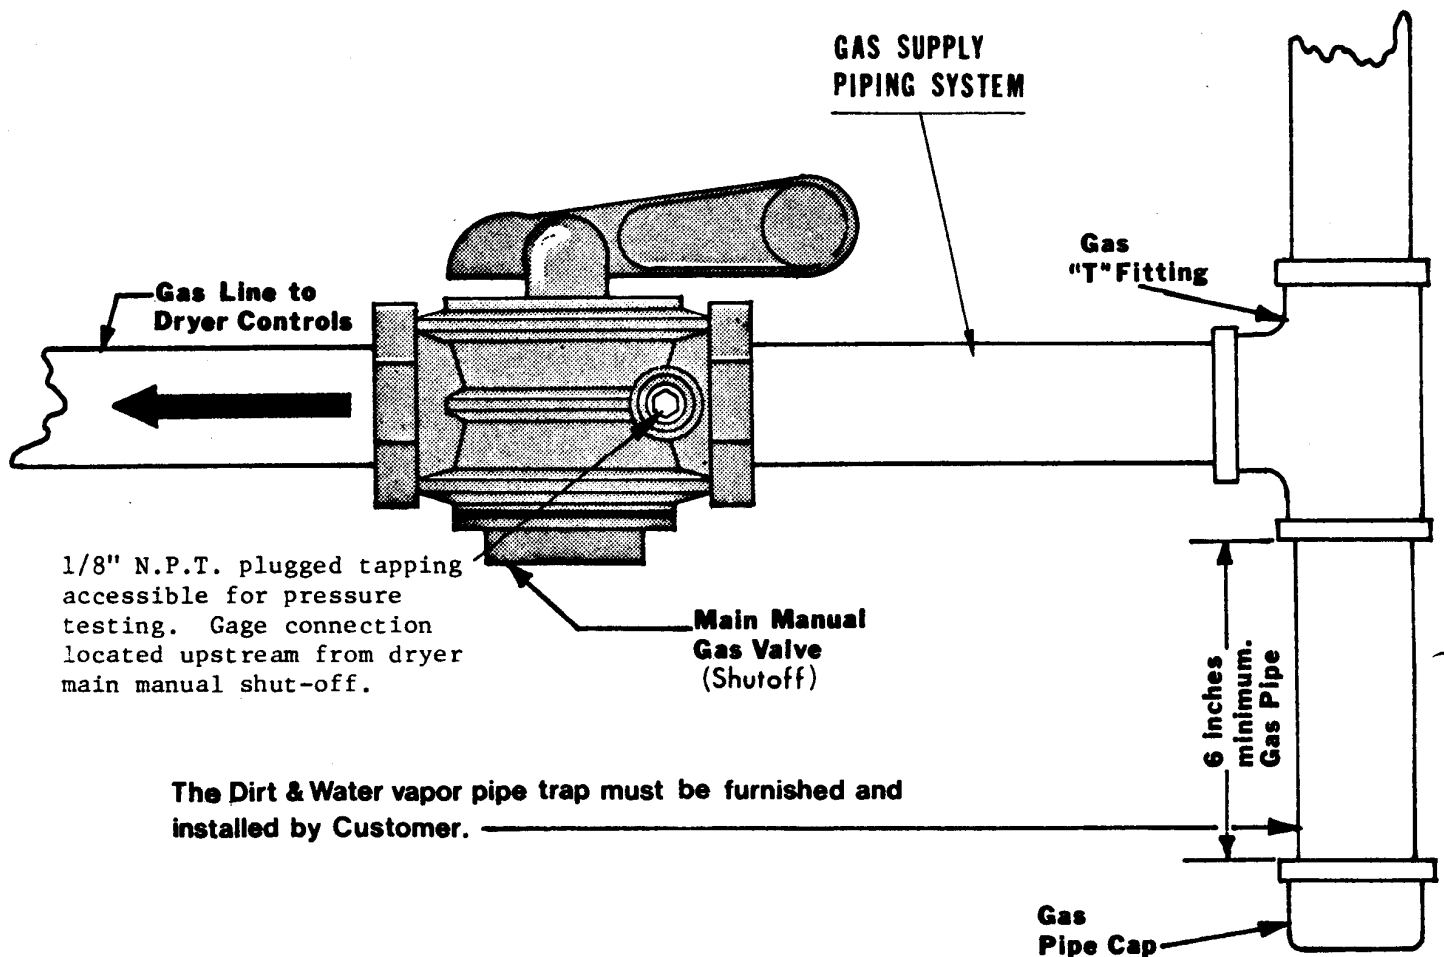 GAS SUPPLY
PIPING SYSTEM
Gas
"T" Fitting
Gas Line to
Dryer Controls
1/8" N.P.T. plugged tapping
accessible for pressure
testing. Gage connection
located upstream from dryer
main manual shut-off.
Main Manual
Gas Valve
(Shutoff)
6 inches
minimum.
Gas Pipe
The Dirt & Water vapor pipe trap must be furnished and
installed by Customer.
Gas
Pipe Cap